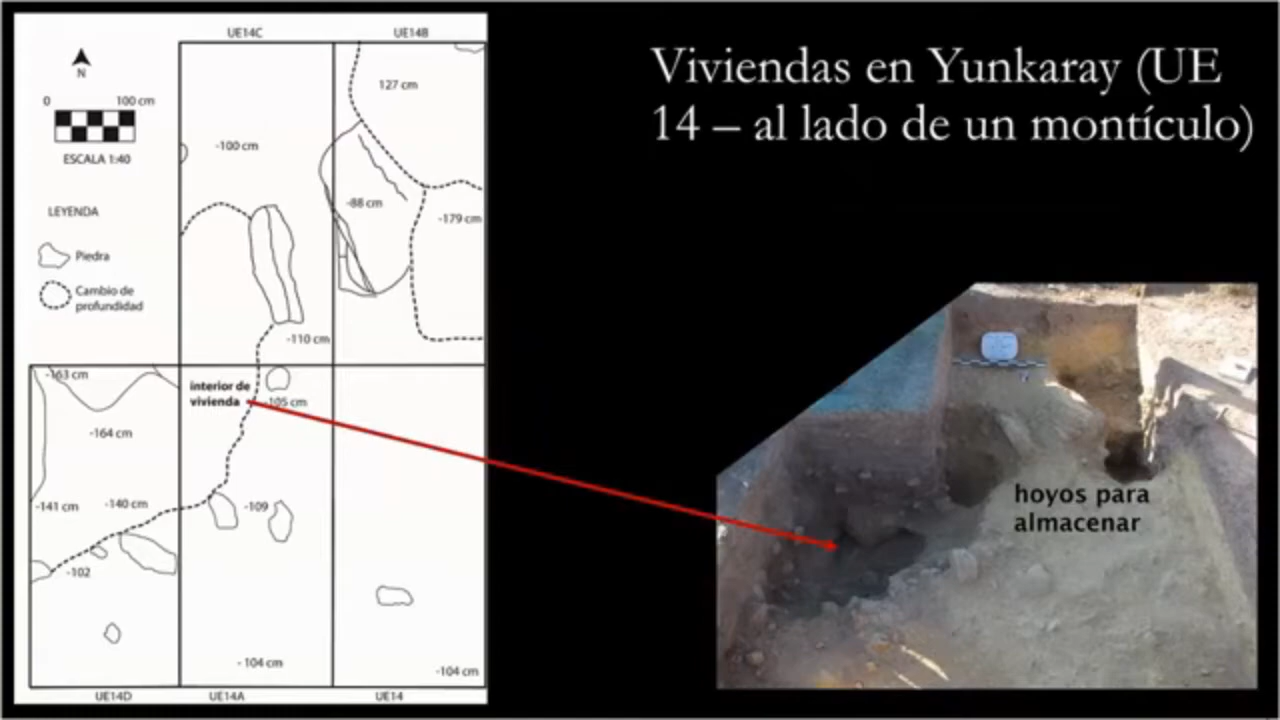 Viviendas en Yunkaray (UE
14 – al lado de un montículo)
UE14C
UE14B
N
0 100 cm
ESCALA 1:40
LEYENDA
Piedra
Cambio de
profundidad
127 cm
-100 cm
-88 cm
-179 cm
-110 cm
-163 cm
interior de
vivienda
-105 cm
-164 cm
-141 cm
-140 cm
-109
-102
- 104 cm
-104 cm
UE14D
UE14A
UE14
hoyos para
almacenar